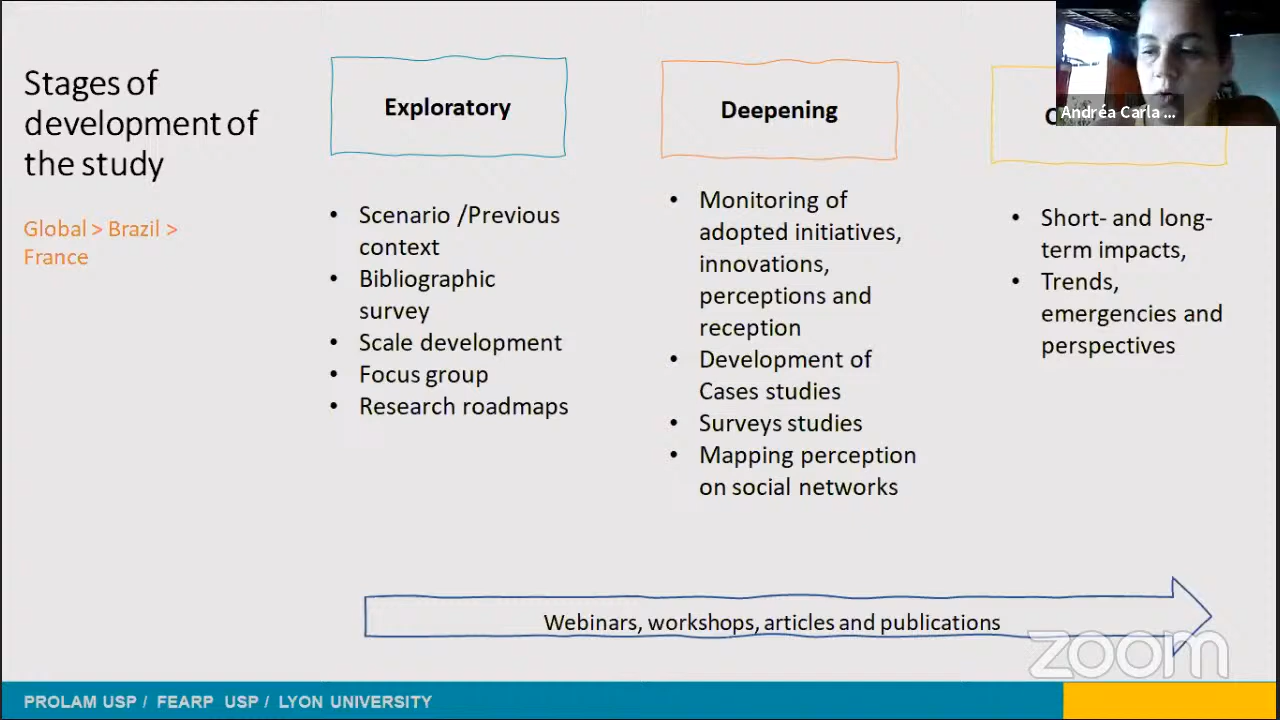 Stages of
development of
the study
Global > Brazil >
France
Exploratory
• Scenario /Previous
context
• Bibliographic
survey
• Scale development
• Focus group
• Research roadmaps
Deepening
• Monitoring of
adopted initiatives,
innovations,
perceptions and
reception
• Development of
Cases studies
• Surveys studies
• Mapping perception
on social networks
Andréa Carla ...
• Short- and long-
term impacts,
• Trends,
emergencies and
perspectives
Webinars, workshops, articles and publications
zoom
PROLAM USP / FEARP USP / LYON UNIVERSITY